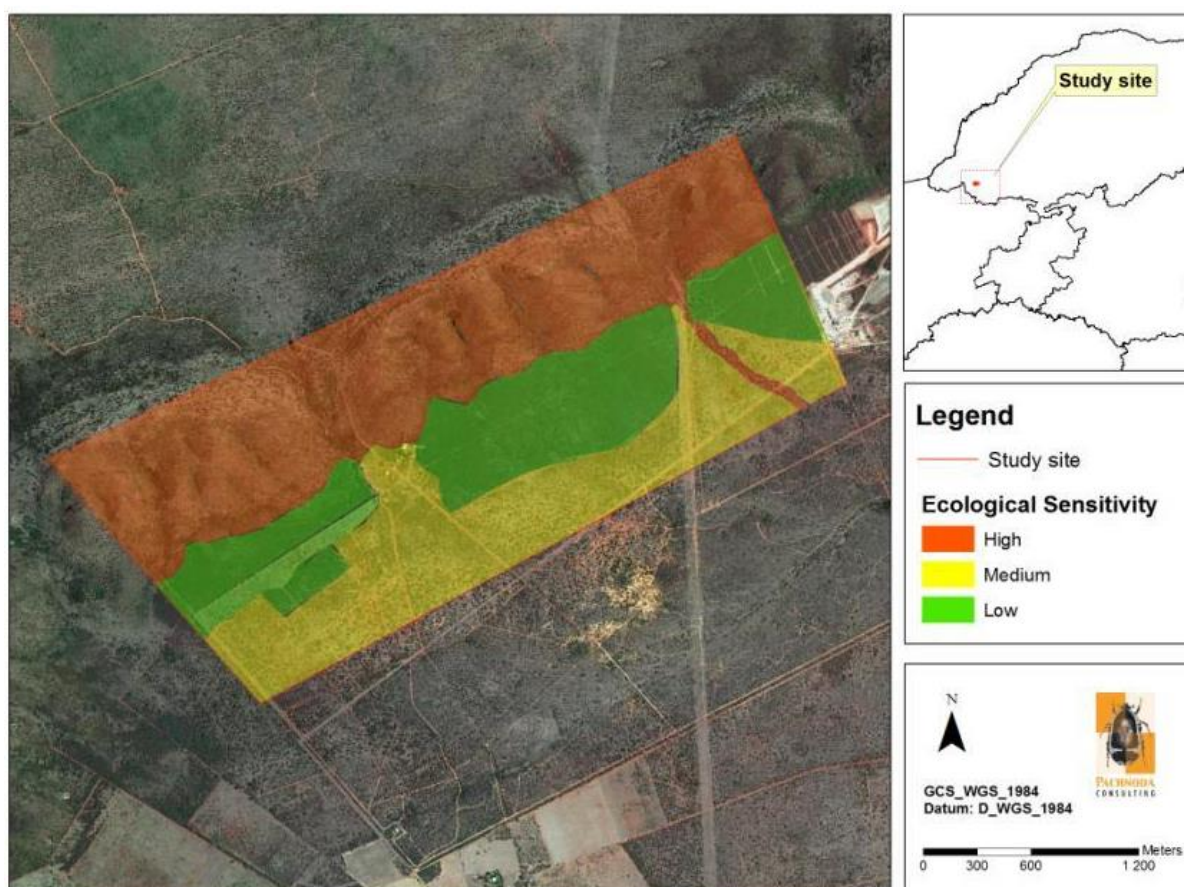 Study site
Legend
Study site
Ecological Sensitivity
High
Medium
Low
N
PACHNODA
CONSULTING
GCS_WGS_1984
Datum: D_WGS_1984
Meters
0 300 600 1 200